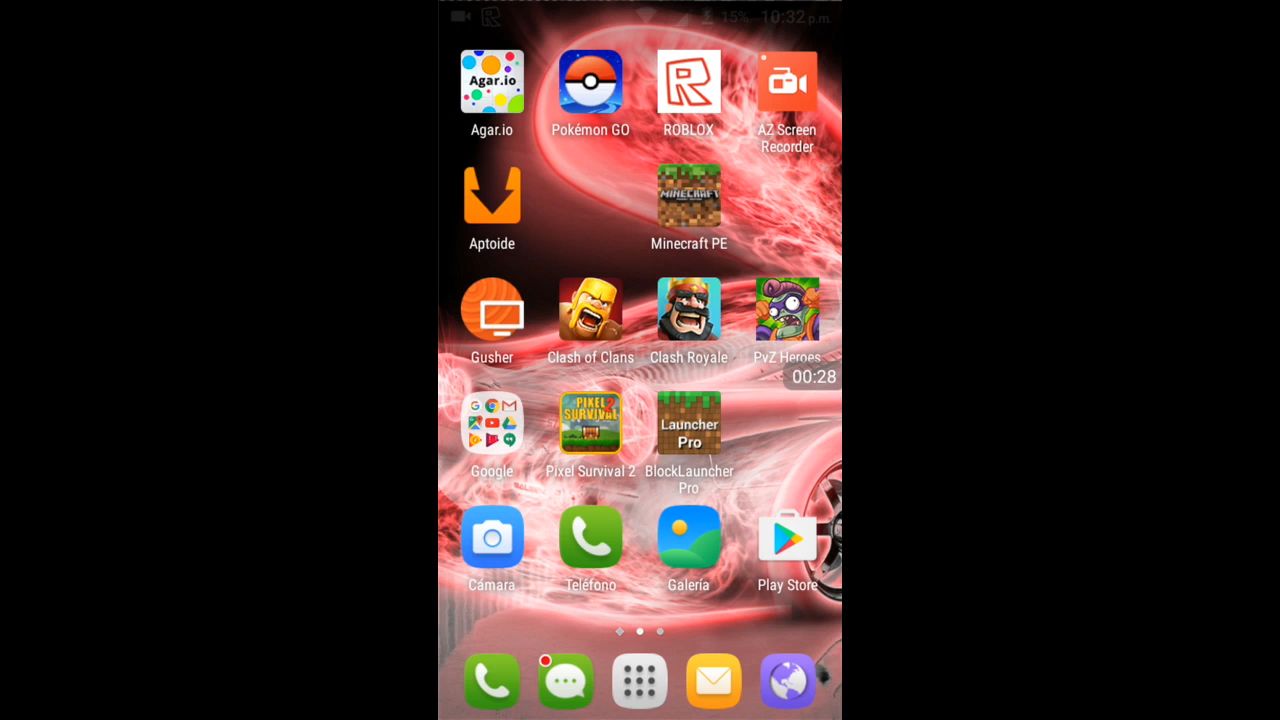 15% 10:32 p.m.
Agar.io
Agar.io Pokémon GO ROBLOX AZ Screen
Recorder
MINECRAFT
Aptoide Minecraft PE
Gusher Clash of Clans Clash Royale PvZ Heroes
00:28
PIXEL 2
SURVIVAL
Launcher
Pro
Google Pixel Survival 2 BlockLauncher
Pro
Cámara Teléfono Galería Play Store